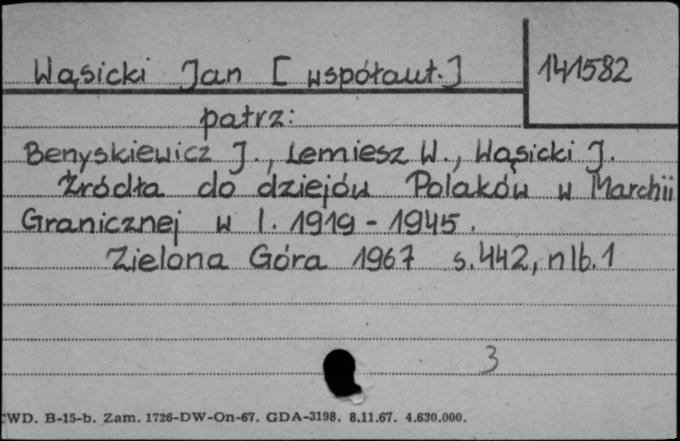 Wąsicki Jan [współaut.] 141582
patrz:
Benyskiewicz J., Lemiesz W., Wąsicki J.
Źródła do dziejów Polaków w Marchii
Granicznej w l. 1919-1945.
Zielona Góra 1967 s.442, nlb.1
3
CWD. B-15-b. Zam. 1726-DW-On-67. GDA-3198. 8.11.67. 4.630.000.